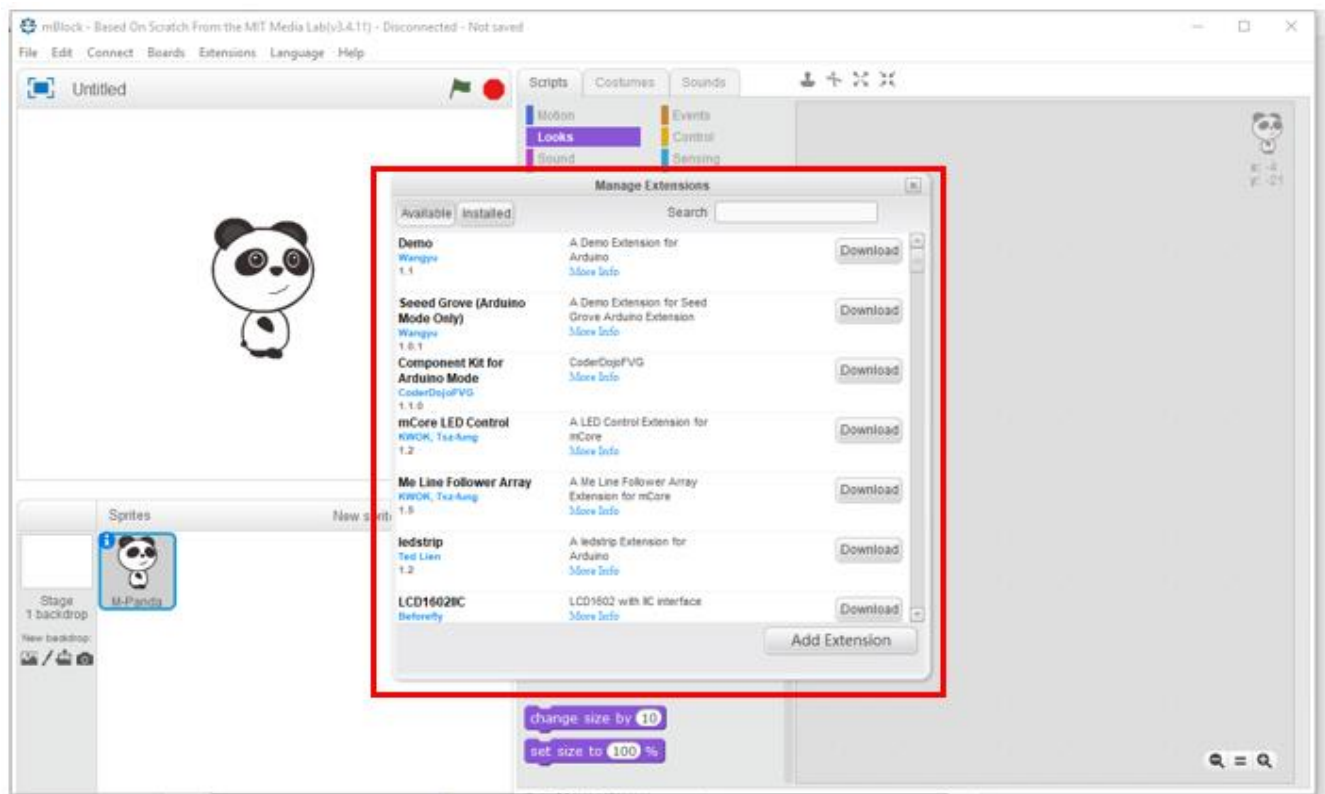 mBlock - Based On Scratch From the MIT Media Lab(v3.4.11) - Disconnected - Not saved
File Edit Connect Boards Extensions Language Help
Untitled
Scripts Costumes Sounds
Motion Events
Looks Control
Sound Sensing
x: -4
y: -21
Manage Extensions
Available Installed Search
Demo
Wangyu
1.1
A Demo Extension for
Arduino
More Info
Download
Seeed Grove (Arduino
Mode Only)
Wangyu
1.0.1
A Demo Extension for Seed
Grove Arduino Extension
More Info
Download
Component Kit for
Arduino Mode
CoderDojoFVG
1.1.0
CoderDojoFVG
More Info
Download
mCore LED Control
KWOK, Tsz-fung
1.2
A LED Control Extension for
mCore
More Info
Download
Me Line Follower Array
KWOK, Tsz-fung
1.5
A Me Line Follower Array
Extension for mCore
More Info
Download
ledstrip
Ted Lien
1.2
A ledstrip Extension for
Arduino
More Info
Download
LCD1602IIC
Beforefly
LCD1602 with IIC interface
More Info
Download
Add Extension
Sprites New
M-Panda
Stage
1 backdrop
New backdrop:
change size by 10
set size to 100 %